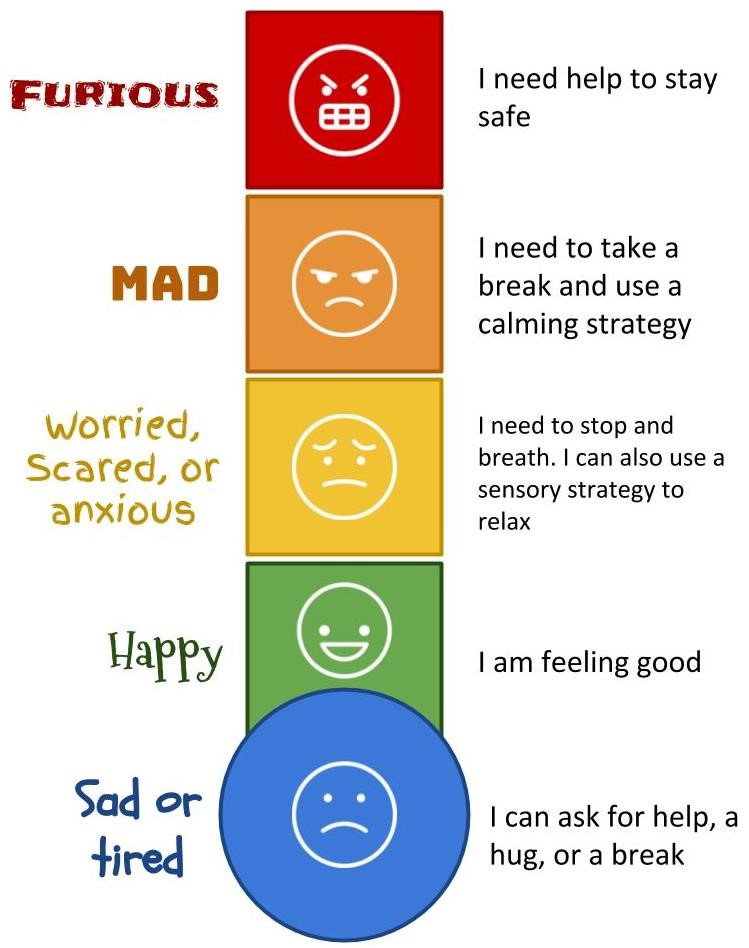 Furious
I need help to stay
safe
MAD
I need to take a
break and use a
calming strategy
Worried,
Scared, or
anxious
I need to stop and
breath. I can also use a
sensory strategy to
relax
Happy
I am feeling good
Sad or
tired
I can ask for help, a
hug, or a break